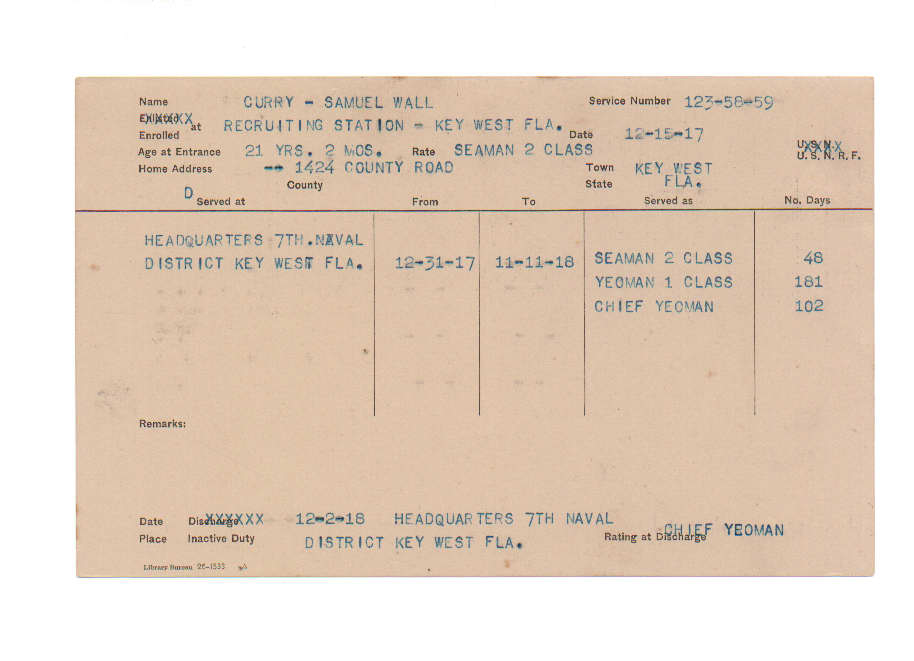 Name CURRY - SAMUEL WALL Service Number 123-58-59
Enrolled at RECRUITING STATION - KEY WEST FLA. Date 12-15-17
Age at Entrance 21 YRS. 2 MOS. Rate SEAMAN 2 CLASS U. S. N. R. F.
Home Address -- 1424 COUNTY ROAD Town KEY WEST
County State FLA.
D Served at From To Served as No. Days
HEADQUARTERS 7TH.NAVAL
DISTRICT KEY WEST FLA. 12-31-17 11-11-18 SEAMAN 2 CLASS 48
YEOMAN 1 CLASS 181
CHIEF YEOMAN 102
Remarks:
Date Discharge XXXXXX 12-2-18 HEADQUARTERS 7TH NAVAL
Place Inactive Duty DISTRICT KEY WEST FLA. Rating at Discharge CHIEF YEOMAN
Library Bureau 26-1533